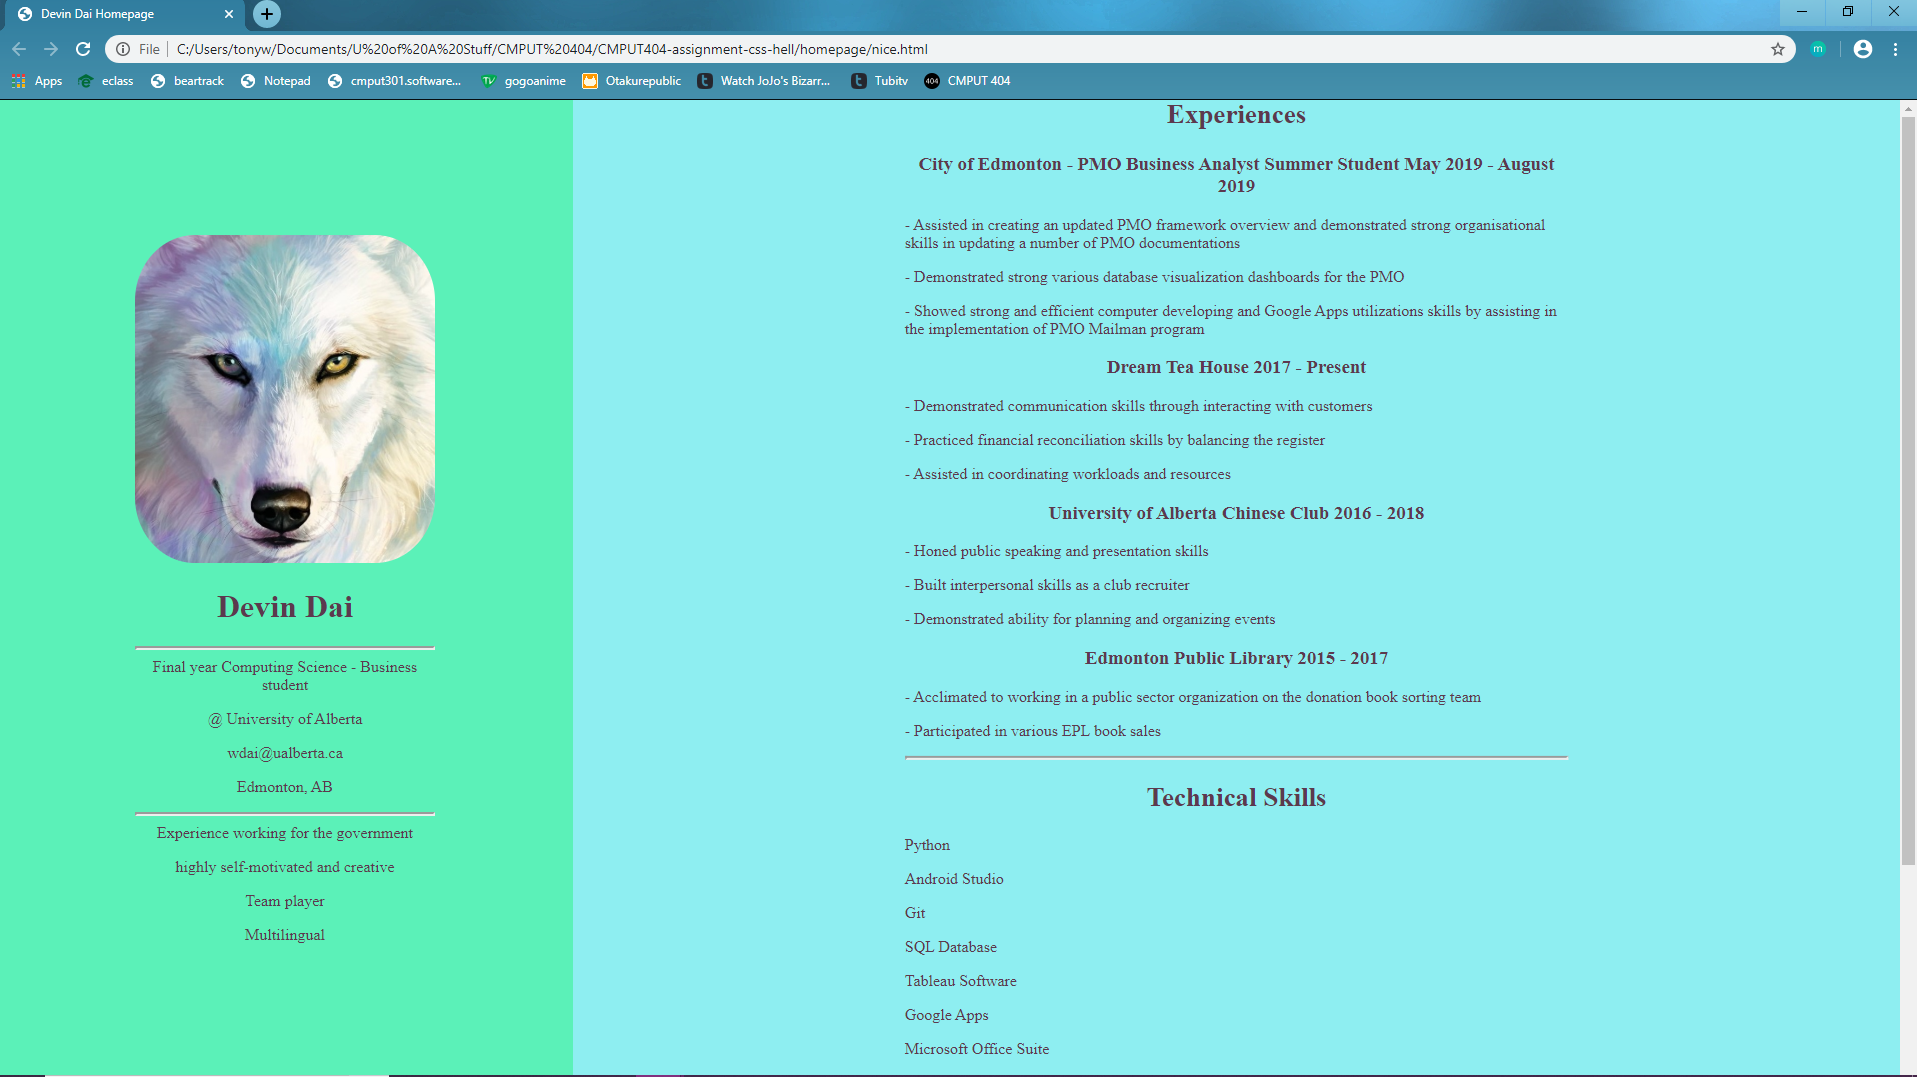 Devin Dai Homepage
File
C:/Users/tonyw/Documents/U%20of%20A%20Stuff/CMPUT%20404/CMPUT404-assignment-css-hell/homepage/nice.html
m
Apps
eclass
beartrack
Notepad
cmput301.software...
TV
gogoanime
Otakurepublic
t
Watch JoJo's Bizarr...
t
Tubitv
404
CMPUT 404
Devin Dai
Final year Computing Science - Business
student
@ University of Alberta
wdai@ualberta.ca
Edmonton, AB
Experience working for the government
highly self-motivated and creative
Team player
Multilingual
Experiences
City of Edmonton - PMO Business Analyst Summer Student May 2019 - August
2019
- Assisted in creating an updated PMO framework overview and demonstrated strong organisational
skills in updating a number of PMO documentations
- Demonstrated strong various database visualization dashboards for the PMO
- Showed strong and efficient computer developing and Google Apps utilizations skills by assisting in
the implementation of PMO Mailman program
Dream Tea House 2017 - Present
- Demonstrated communication skills through interacting with customers
- Practiced financial reconciliation skills by balancing the register
- Assisted in coordinating workloads and resources
University of Alberta Chinese Club 2016 - 2018
- Honed public speaking and presentation skills
- Built interpersonal skills as a club recruiter
- Demonstrated ability for planning and organizing events
Edmonton Public Library 2015 - 2017
- Acclimated to working in a public sector organization on the donation book sorting team
- Participated in various EPL book sales
Technical Skills
Python
Android Studio
Git
SQL Database
Tableau Software
Google Apps
Microsoft Office Suite